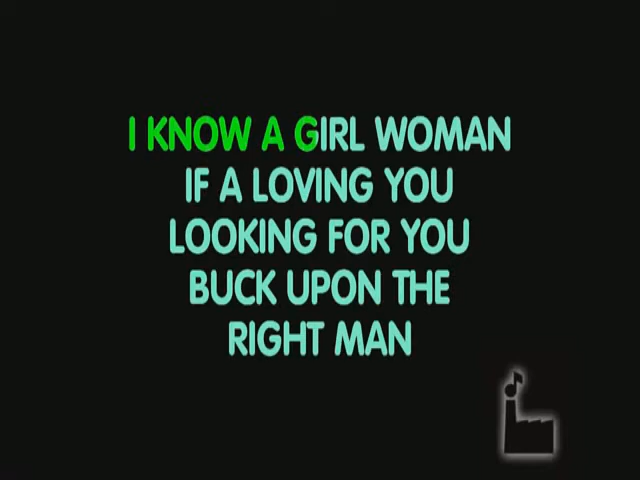 I KNOW A GIRL WOMAN
IF A LOVING YOU
LOOKING FOR YOU
BUCK UPON THE
RIGHT MAN